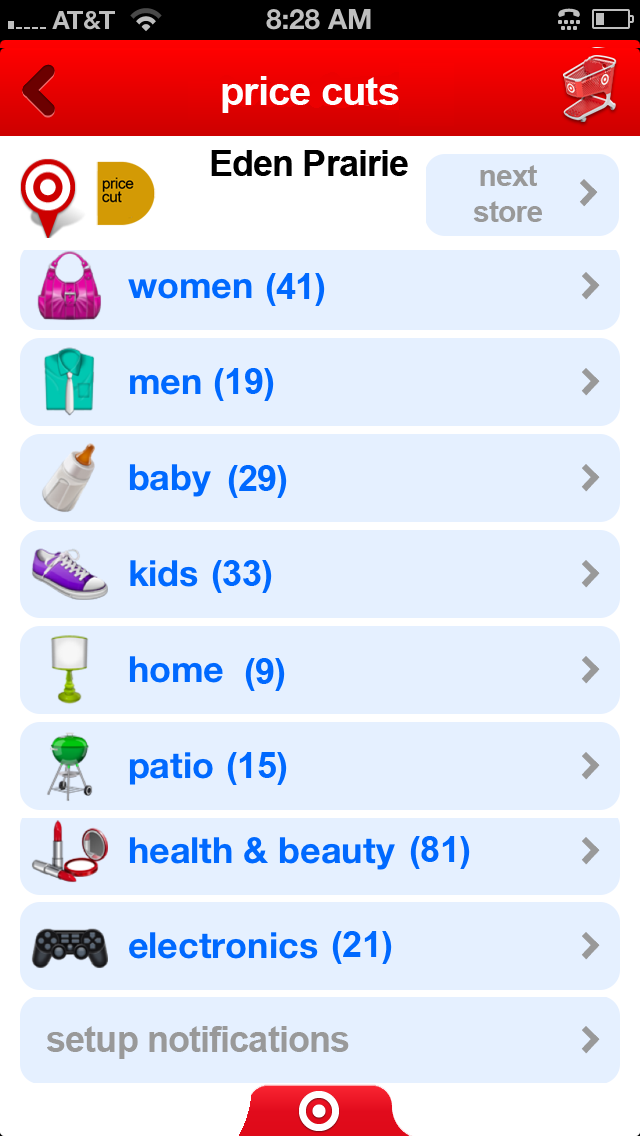 AT&T 8:28 AM
price cuts
Eden Prairie
price
cut
next
store
women (41)
men (19)
baby (29)
kids (33)
home (9)
patio (15)
health & beauty (81)
electronics (21)
setup notifications